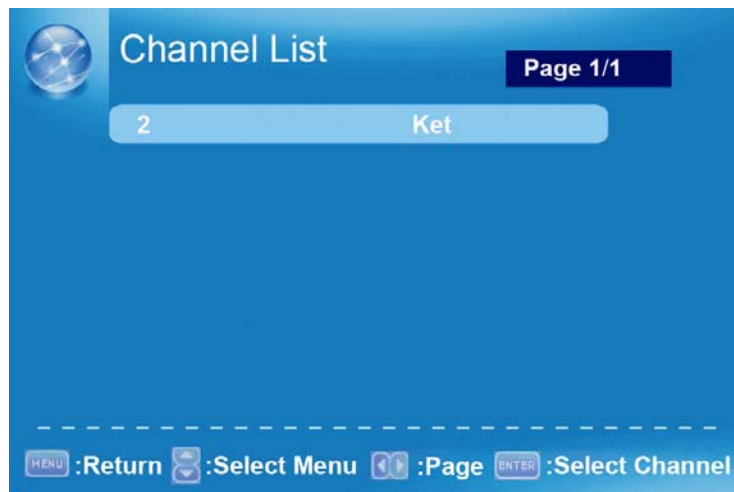 Channel List
Page 1/1
2 Ket
MENU :Return :Select Menu :Page ENTER :Select Channel